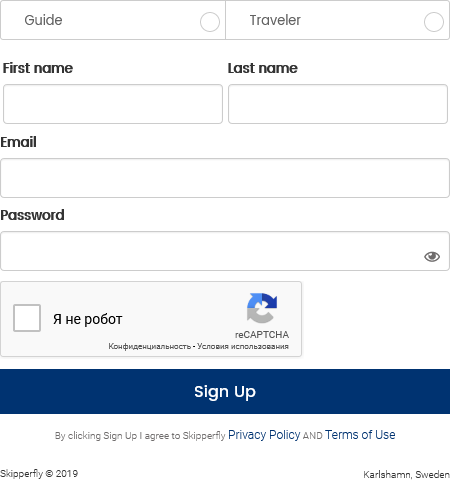 Guide Traveler
First name Last name
Email
Password
Я не робот
reCAPTCHA
Конфиденциальность - Условия использования
Sign Up
By clicking Sign Up I agree to Skipperfly Privacy Policy AND Terms of Use
Skipperfly © 2019 Karlshamn, Sweden